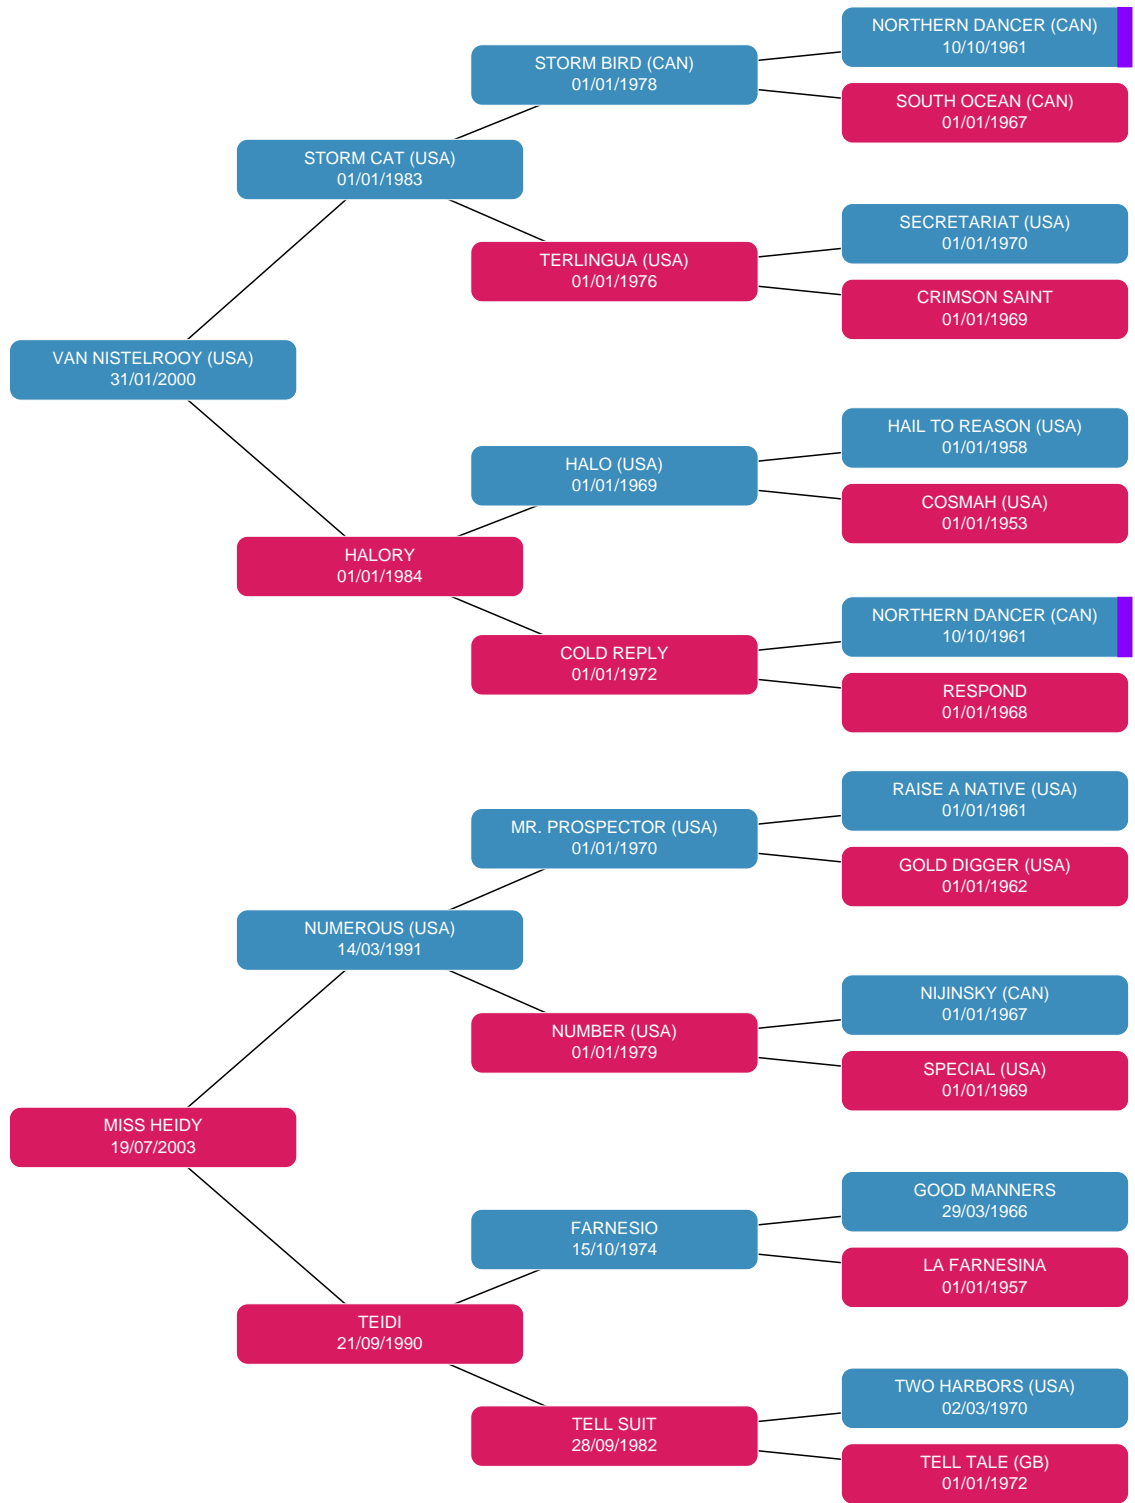 NORTHERN DANCER (CAN)
10/10/1961
STORM BIRD (CAN)
01/01/1978
SOUTH OCEAN (CAN)
01/01/1967
STORM CAT (USA)
01/01/1983
SECRETARIAT (USA)
01/01/1970
TERLINGUA (USA)
01/01/1976
CRIMSON SAINT
01/01/1969
VAN NISTELROOY (USA)
31/01/2000
HAIL TO REASON (USA)
01/01/1958
HALO (USA)
01/01/1969
COSMAH (USA)
01/01/1953
HALORY
01/01/1984
NORTHERN DANCER (CAN)
10/10/1961
COLD REPLY
01/01/1972
RESPOND
01/01/1968
RAISE A NATIVE (USA)
01/01/1961
MR. PROSPECTOR (USA)
01/01/1970
GOLD DIGGER (USA)
01/01/1962
NUMEROUS (USA)
14/03/1991
NIJINSKY (CAN)
01/01/1967
NUMBER (USA)
01/01/1979
SPECIAL (USA)
01/01/1969
MISS HEIDY
19/07/2003
GOOD MANNERS
29/03/1966
FARNESIO
15/10/1974
LA FARNESINA
01/01/1957
TEIDI
21/09/1990
TWO HARBORS (USA)
02/03/1970
TELL SUIT
28/09/1982
TELL TALE (GB)
01/01/1972